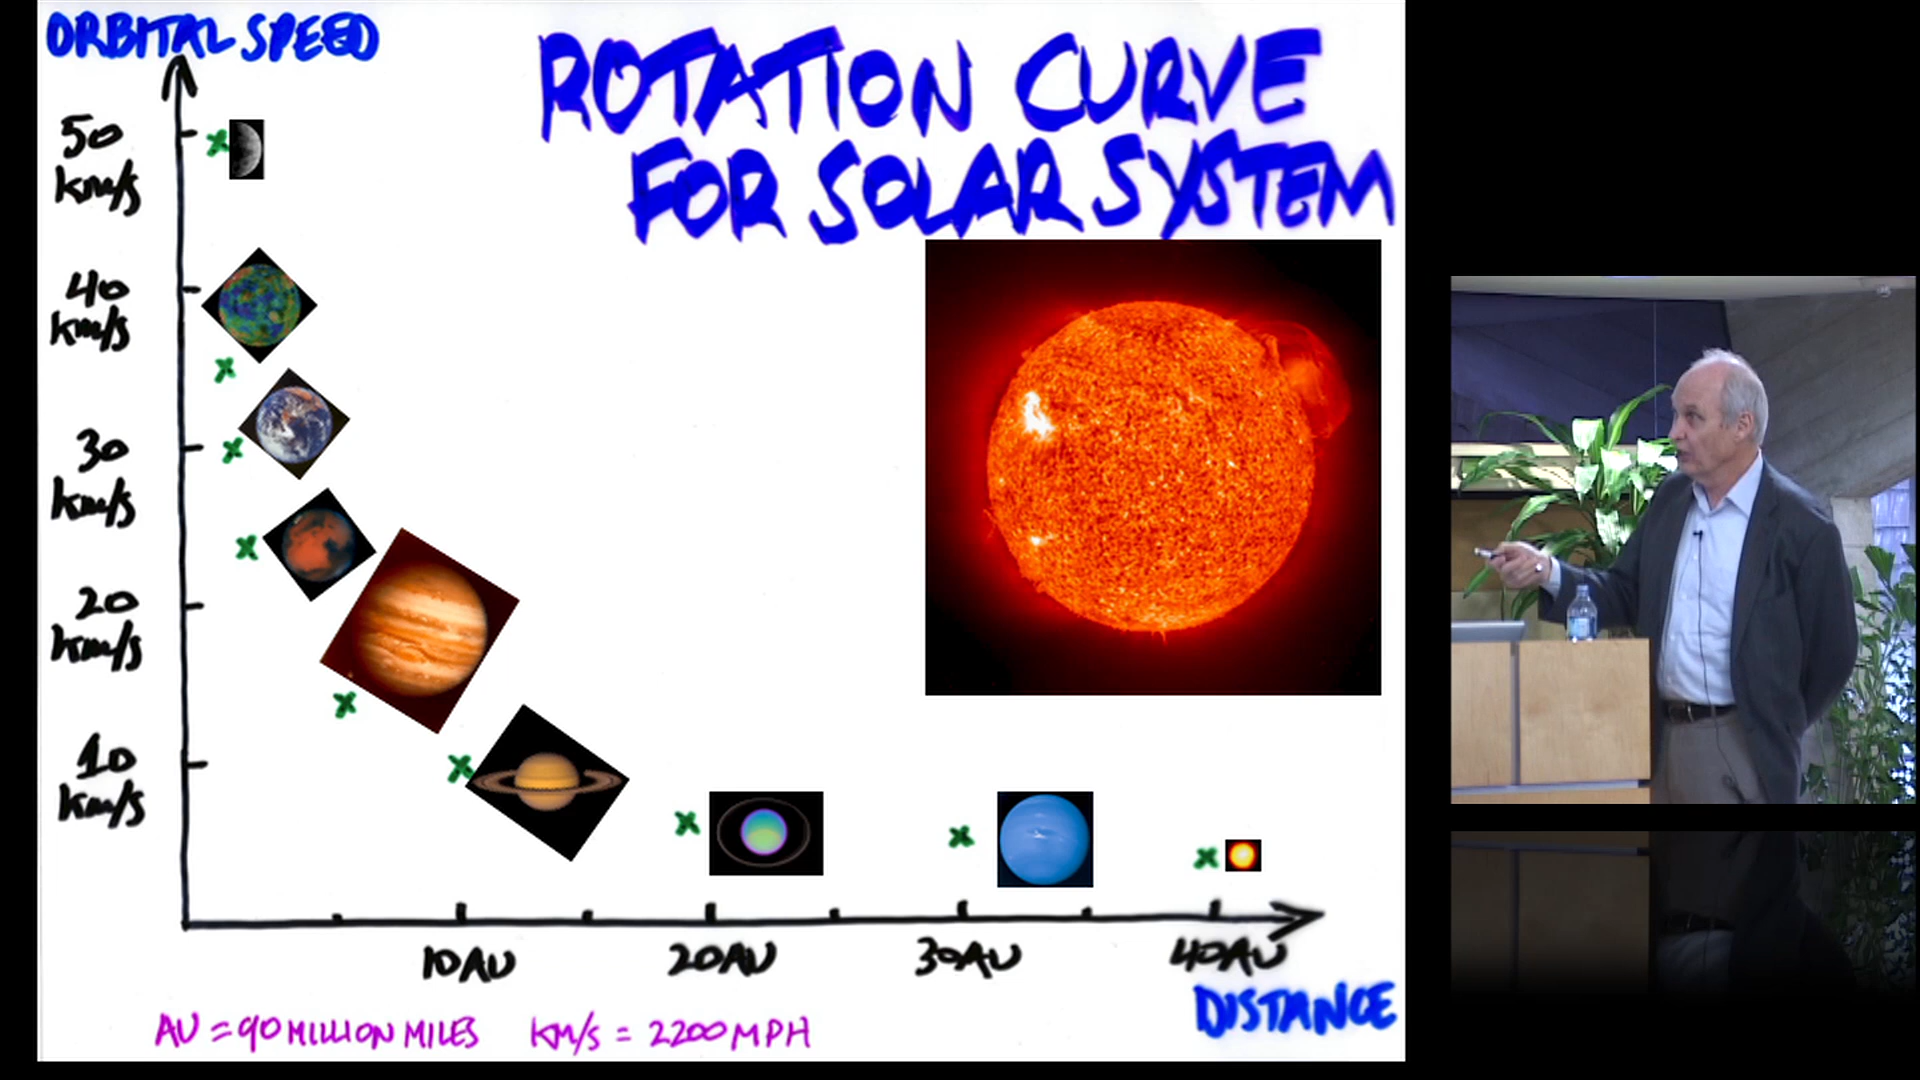 ORBITAL SPEED
ROTATION CURVE
FOR SOLAR SYSTEM
50
km/s
40
km/s
30
km/s
20
km/s
10
km/s
10AU
20AU
30AU
40AU
DISTANCE
AU = 90 MILLION MILES
KM/S = 2200 MPH